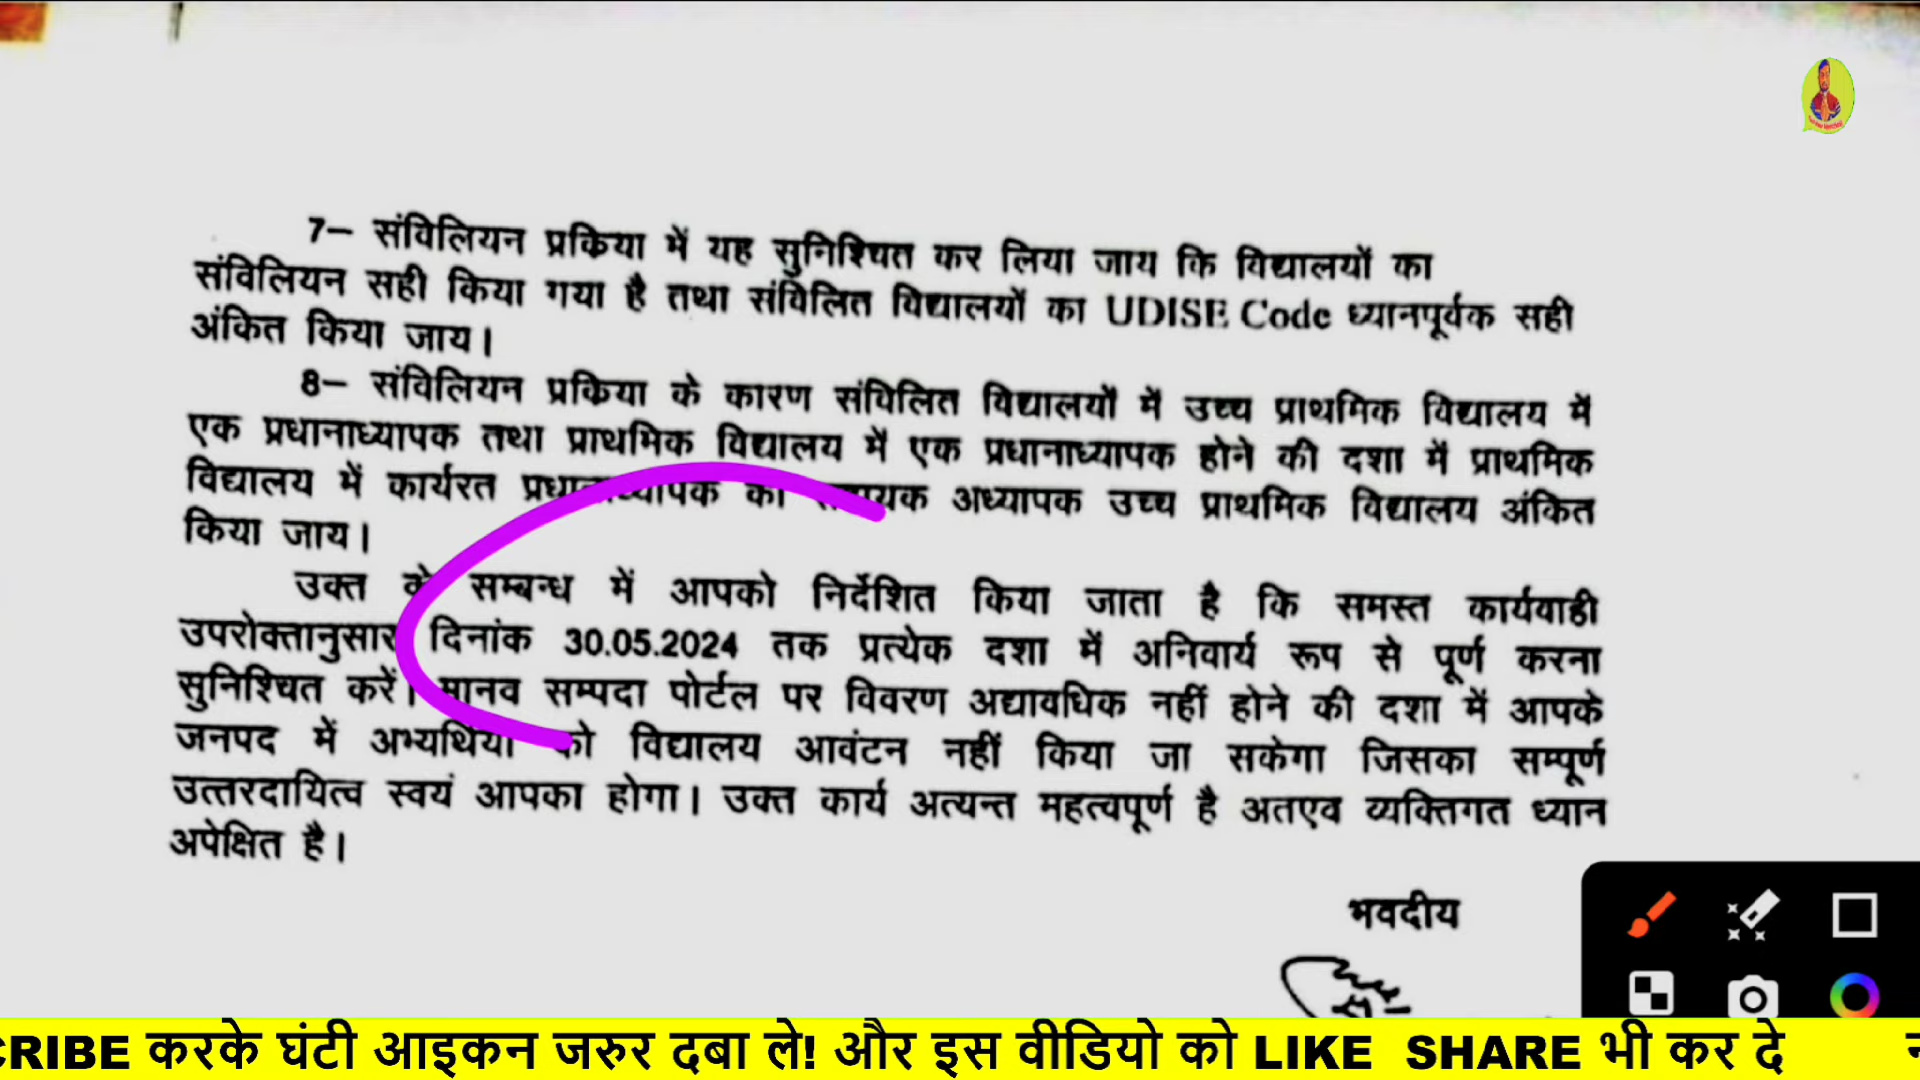 7– संविलियन प्रकिया में यह सुनिश्चित कर लिया जाय कि विद्यालयों का
संविलियन सही किया गया है तथा संविलित विद्यालयों का UDISE Code ध्यानपूर्वक सही
अंकित किया जाय।
8– संविलियन प्रकिया के कारण संविलित विद्यालयों में उच्च प्राथमिक विद्यालय में
एक प्रधानाध्यापक तथा प्राथमिक विद्यालय में एक प्रधानाध्यापक होने की दशा में प्राथमिक
विद्यालय में कार्यरत प्रधानाध्यापक को सहायक अध्यापक उच्च प्राथमिक विद्यालय अंकित
किया जाय।
उक्त के सम्बन्ध में आपको निर्देशित किया जाता है कि समस्त कार्यवाही
उपरोक्तानुसार दिनांक 30.05.2024 तक प्रत्येक दशा में अनिवार्य रूप से पूर्ण करना
सुनिश्चित करें। मानव सम्पदा पोर्टल पर विवरण अद्यावधिक नहीं होने की दशा में आपके
जनपद में अभ्यर्थियों को विद्यालय आवंटन नहीं किया जा सकेगा जिसका सम्पूर्ण
उत्तरदायित्व स्वयं आपका होगा। उक्त कार्य अत्यन्त महत्वपूर्ण है अतएव व्यक्तिगत ध्यान
अपेक्षित है।
भवदीय
CRIBE करके घंटी आइकन जरुर दबा ले! और इस वीडियो को LIKE SHARE भी कर दे